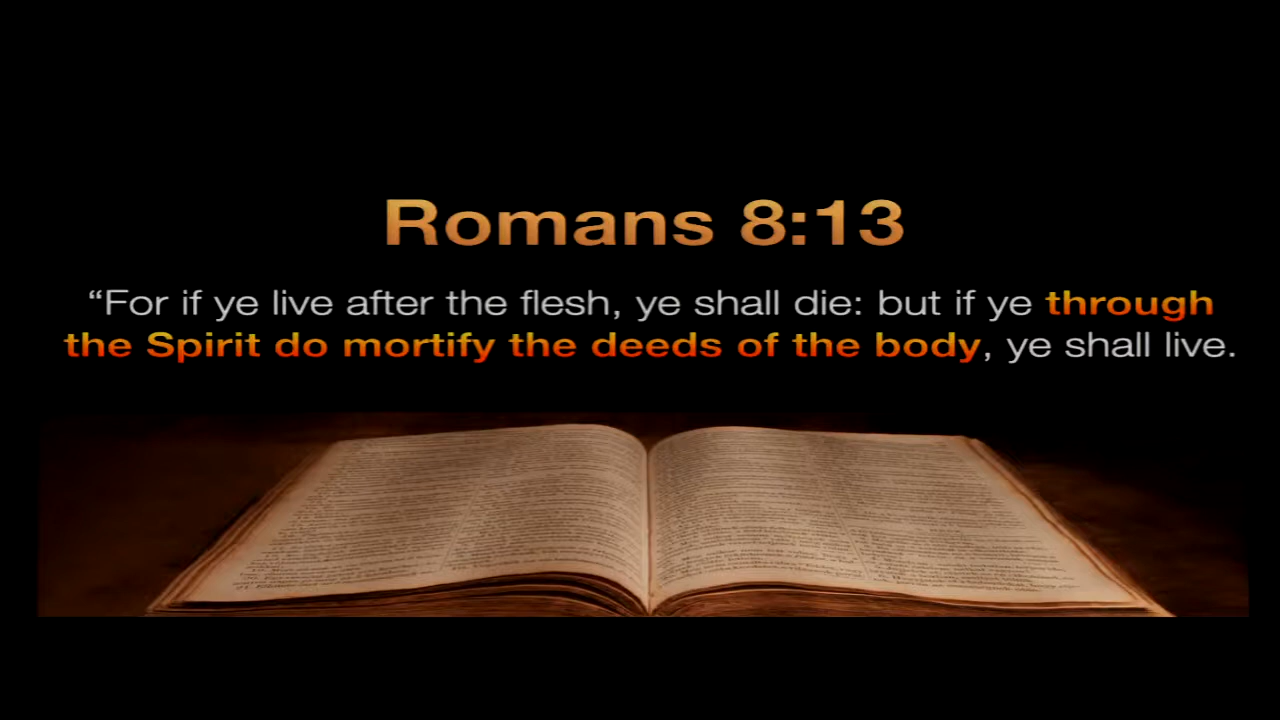 Romans 8:13
“For if ye live after the flesh, ye shall die: but if ye through
the Spirit do mortify the deeds of the body, ye shall live.